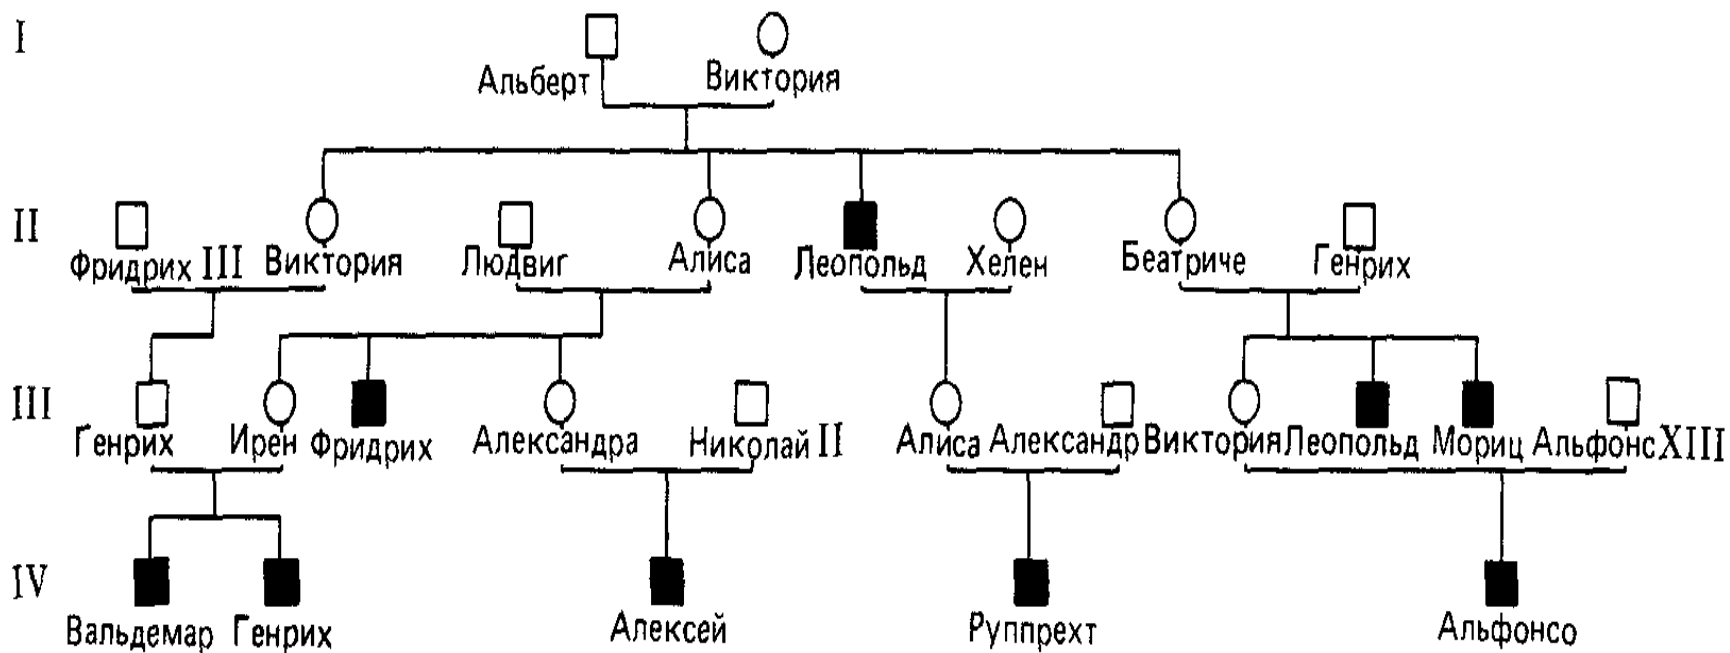 I
Альберт Виктория
II
Фридрих III Виктория Людвиг Алиса Леопольд Хелен Беатриче Генрих
III
Генрих Ирен Фридрих Александра Николай II Алиса Александр Виктория Леопольд Мориц Альфонс XIII
IV
Вальдемар Генрих Алексей Руппрехт Альфонсо